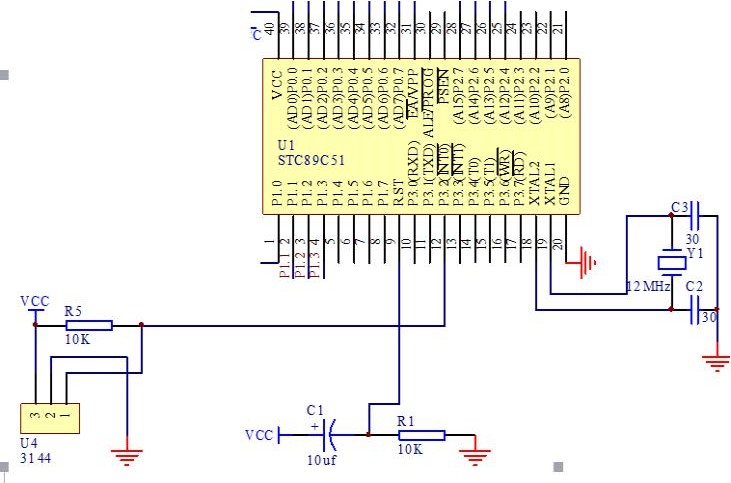 C
40 39 38 37 36 35 34 33 32 31 30 29 28 27 26 25 24 23 22 21
VCC
(AD0)P0.0
(AD1)P0.1
(AD2)P0.2
(AD3)P0.3
(AD4)P0.4
(AD5)P0.5
(AD6)P0.6
(AD7)P0.7
EA/VPP
ALE/PROG
PSEN
(A15)P2.7
(A14)P2.6
(A13)P2.5
(A12)P2.4
(A11)P2.3
(A10)P2.2
(A9)P2.1
(A8)P2.0
U1
STC89C51
P1.0
P1.1
P1.2
P1.3
P1.4
P1.5
P1.6
P1.7
RST
P3.0(RXD)
P3.1(TXD)
P3.2(INT0)
P3.3(INT1)
P3.4(T0)
P3.5(T1)
P3.6(WR)
P3.7(RD)
XTAL2
XTAL1
GND
1 2 3 4 5 6 7 8 9 10 11 12 13 14 15 16 17 18 19 20
P1.1
P1.2
P1.3
C3
30
Y1
12MHz
C2
30
VCC
R5
10K
3 2 1
U4
3144
VCC
C1
+
10uf
R1
10K